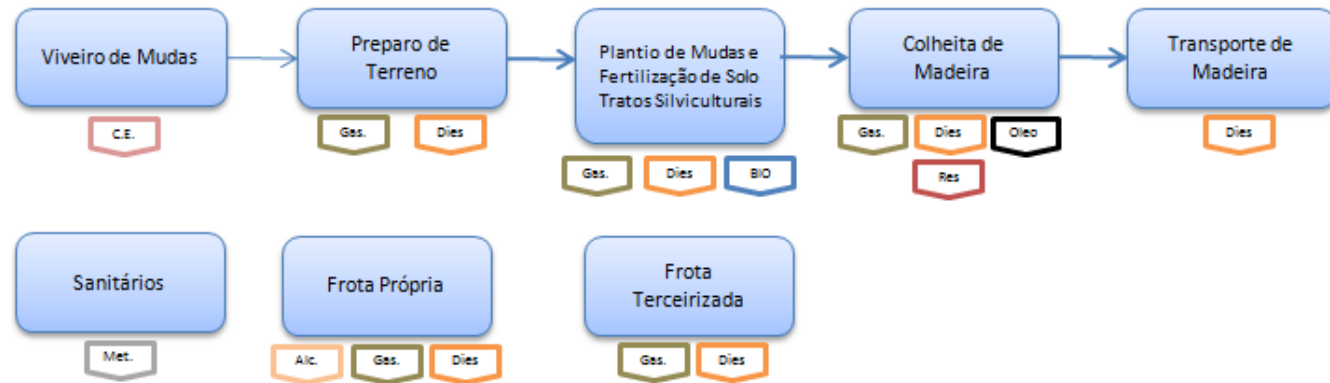 Viveiro de Mudas
Preparo de
Terreno
Plantio de Mudas e
Fertilização de Solo
Tratos Silviculturais
Colheita de
Madeira
Transporte de
Madeira
C.E.
Gas.
Dies
Gas.
Dies
BIO
Gas.
Dies
Oleo
Res
Dies
Sanitários
Frota Própria
Frota
Terceirizada
Met.
Alc.
Gas.
Dies
Gas.
Dies